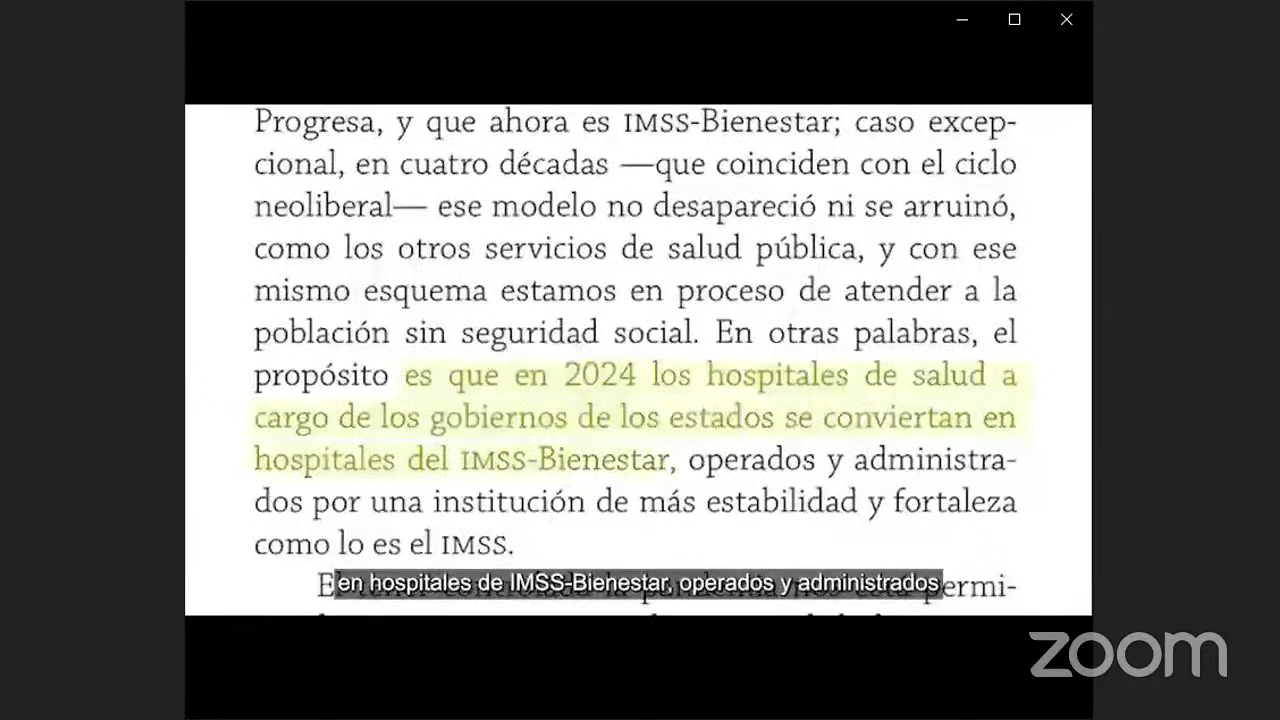 Progresa, y que ahora es IMSS-Bienestar; caso excep-
cional, en cuatro décadas —que coinciden con el ciclo
neoliberal— ese modelo no desapareció ni se arruinó,
como los otros servicios de salud pública, y con ese
mismo esquema estamos en proceso de atender a la
población sin seguridad social. En otras palabras, el
propósito es que en 2024 los hospitales de salud a
cargo de los gobiernos de los estados se conviertan en
hospitales del IMSS-Bienestar, operados y administra-
dos por una institución de más estabilidad y fortaleza
como lo es el IMSS.
en hospitales de IMSS-Bienestar, operados y administrados
zoom